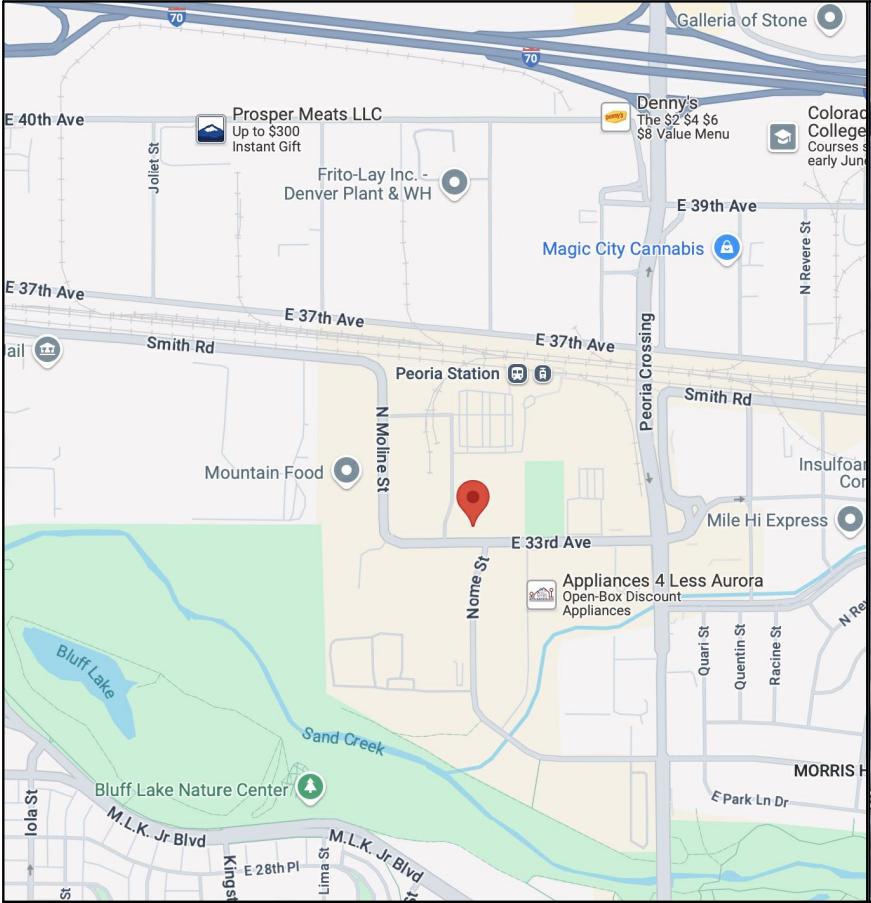 70
Galleria of Stone
70
Denny's
The $2 $4 $6
$8 Value Menu
Prosper Meats LLC
Up to $300
Instant Gift
E 40th Ave
Colorad
College
Courses s
early June
Joliet St
Frito-Lay Inc. -
Denver Plant & WH
E 39th Ave
Magic City Cannabis
N Revere St
E 37th Ave
E 37th Ave
E 37th Ave
Smith Rd
Jail
Peoria Station
Peoria Crossing
Smith Rd
N Moline St
Mountain Food
Insulfoam
Cor
Mile Hi Express
E 33rd Ave
Nome St
Appliances 4 Less Aurora
Open-Box Discount
Appliances
N Rev
Quari St
Quentin St
Racine St
Bluff Lake
Sand Creek
MORRIS H
Bluff Lake Nature Center
E Park Ln Dr
Iola St
M.L.K. Jr Blvd
M.L.K. Jr Blvd
Kingst
E 28th Pl
Lima St
St
St